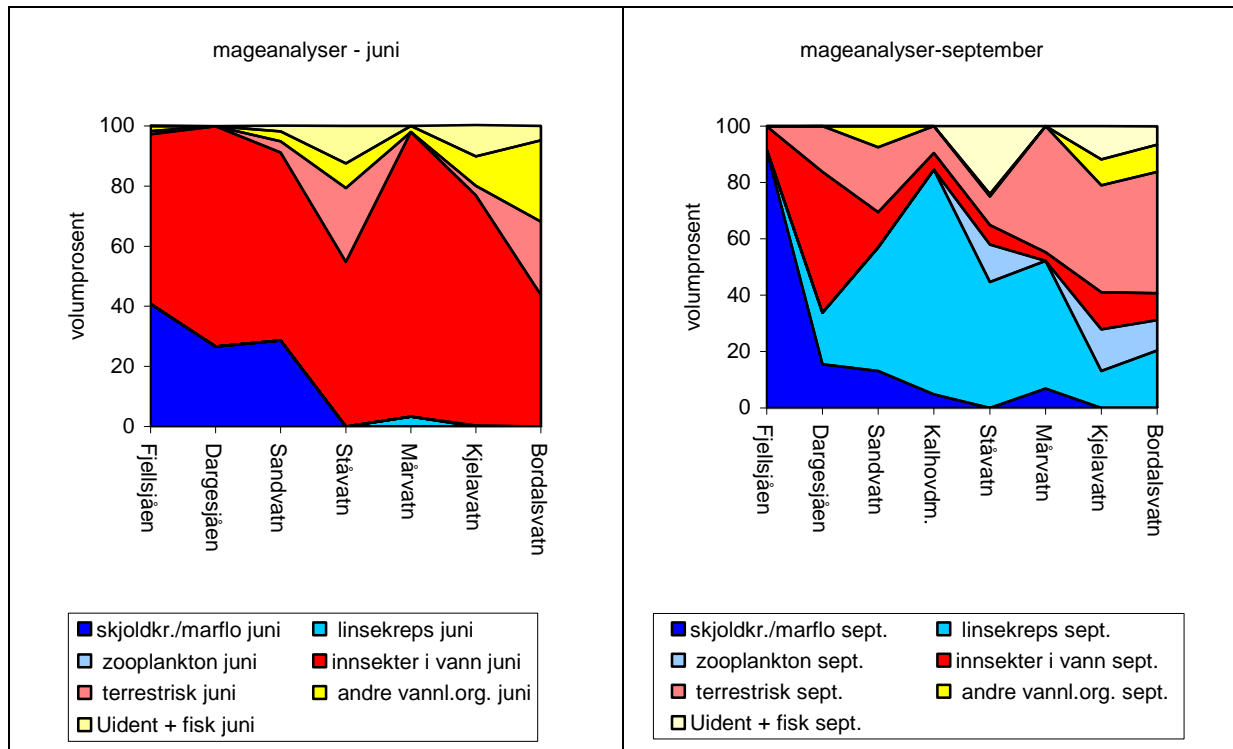 mageanalyser - juni
volumprosent
100
80
60
40
20
0
Fjellsjåen
Dargesjåen
Sandvatn
Ståvatn
Mårvatn
Kjelavatn
Bordalsvatn
skjoldkr./marflo juni
linsekreps juni
zooplankton juni
innsekter i vann juni
terrestrisk juni
andre vannl.org. juni
Uident + fisk juni
mageanalyser-september
volumprosent
100
80
60
40
20
0
Fjellsjåen
Dargesjåen
Sandvatn
Kalhovdm.
Ståvatn
Mårvatn
Kjelavatn
Bordalsvatn
skjoldkr./marflo sept.
linsekreps sept.
zooplankton sept.
innsekter i vann sept.
terrestrisk sept.
andre vannl.org. sept.
Uident + fisk sept.